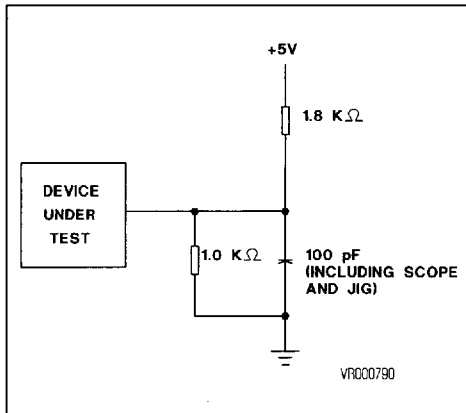 +5V
1.8 KΩ
DEVICE
UNDER
TEST
1.0 KΩ
100 pF
(INCLUDING SCOPE
AND JIG)
VR000790